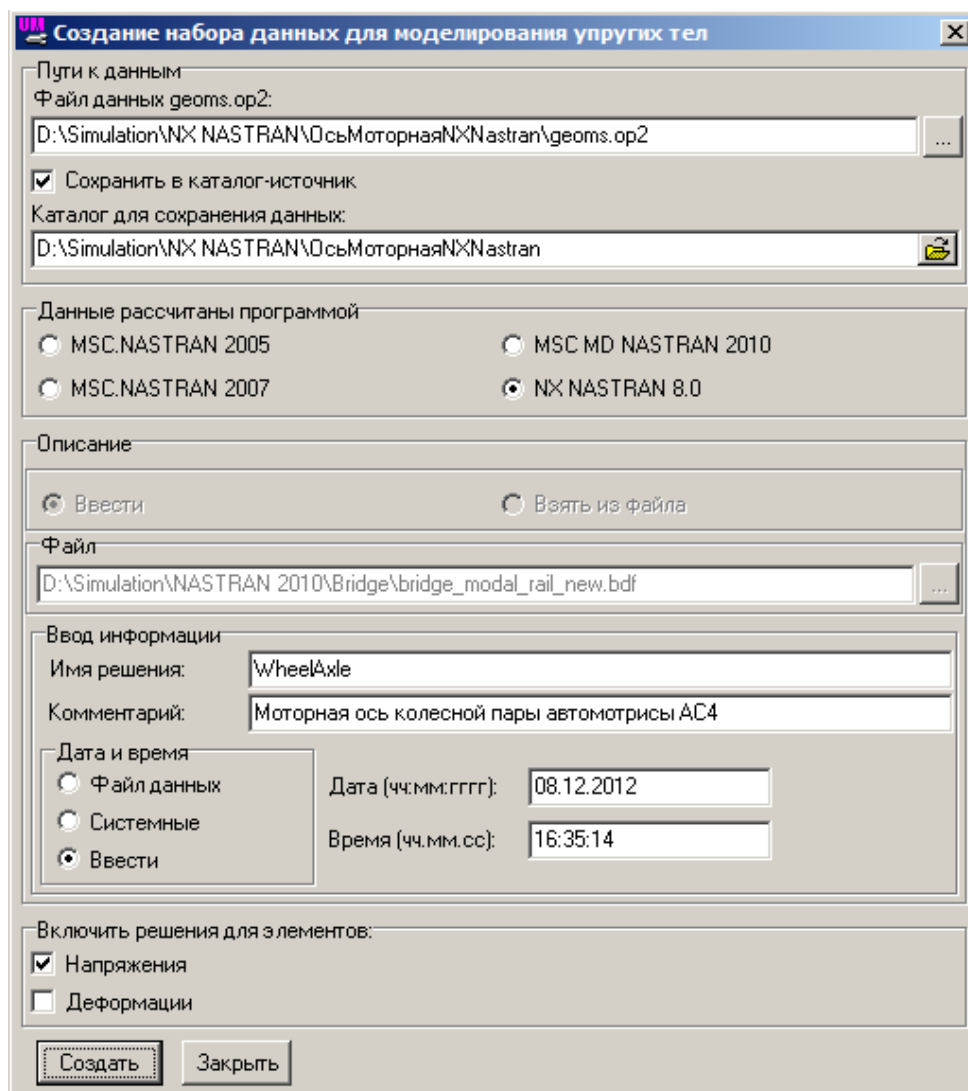 UM Создание набора данных для моделирования упругих тел
Пути к данным
Файл данных geoms.op2:
D:\Simulation\NX NASTRAN\ОсьМоторнаяNXNastran\geoms.op2 ...
Сохранить в каталог-источник
Каталог для сохранения данных:
D:\Simulation\NX NASTRAN\ОсьМоторнаяNXNastran
Данные рассчитаны программой
MSC.NASTRAN 2005 MSC MD NASTRAN 2010
MSC.NASTRAN 2007 NX NASTRAN 8.0
Описание
Ввести Взять из файла
Файл
D:\Simulation\NASTRAN 2010\Bridge\bridge_modal_rail_new.bdf ...
Ввод информации
Имя решения: WheelAxle
Комментарий: Моторная ось колесной пары автомотрисы АС4
Дата и время
Файл данных Дата (чч:мм:гггг): 08.12.2012
Системные
Время (чч.мм.сс): 16:35:14
Ввести
Включить решения для элементов:
Напряжения
Деформации
Создать Закрыть